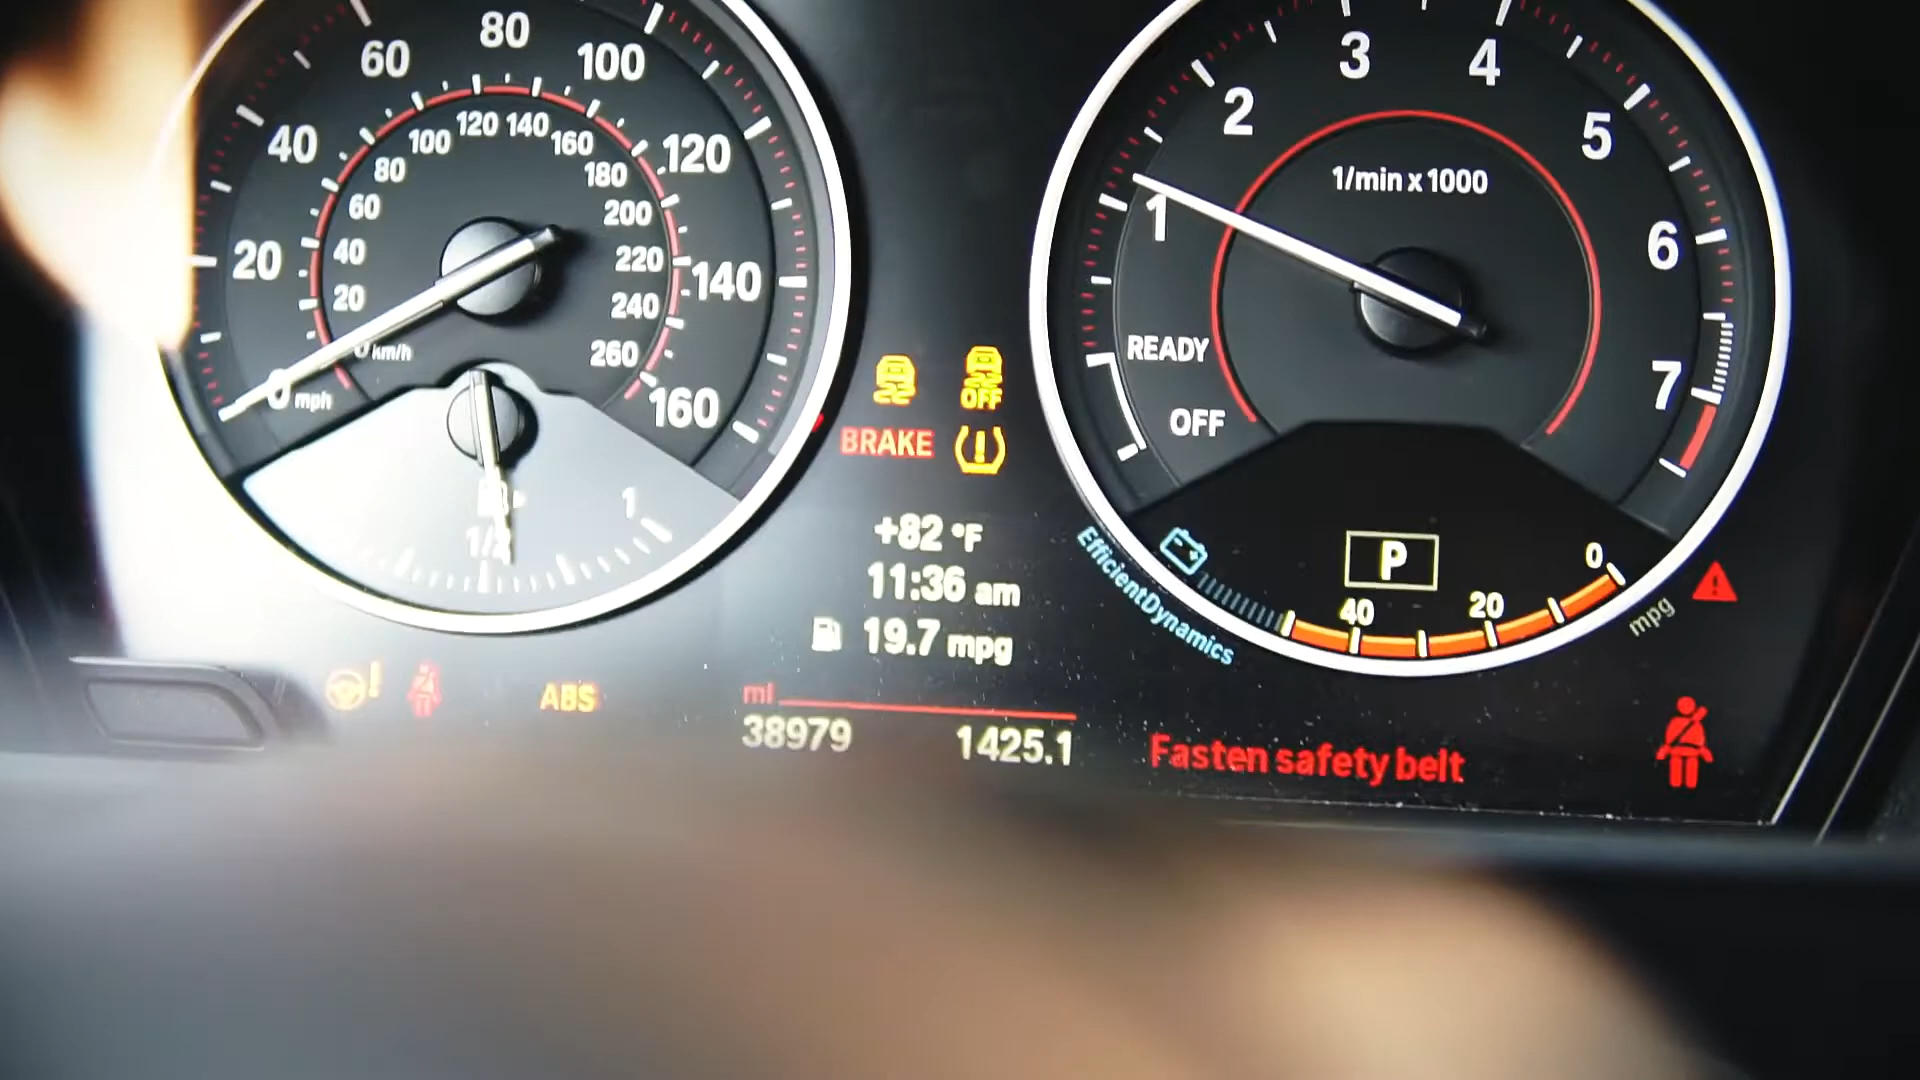 20
40
60
80
100
120
140
160
20
40
60
80
100
120
140
160
180
200
220
240
260
0 km/h
0 mph
1/2
1
OFF
BRAKE
+82 °F
11:36 am
19.7 mpg
ABS
mi
38979 1425.1
1
2
3
4
5
6
7
1/min x 1000
READY
OFF
P
40
20
0
mpg
EfficientDynamics
Fasten safety belt